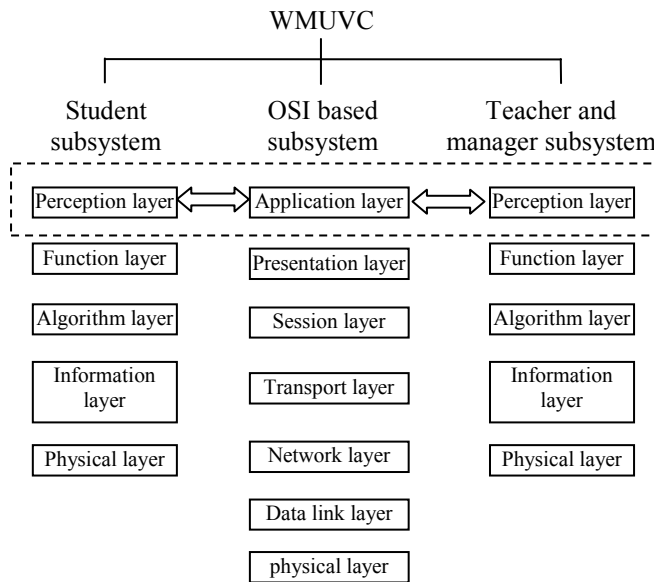 WMUVC
Student
subsystem
OSI based
subsystem
Teacher and
manager subsystem
Perception layer
Application layer
Perception layer
Function layer
Presentation layer
Function layer
Algorithm layer
Session layer
Algorithm layer
Information
layer
Transport layer
Information
layer
Physical layer
Network layer
Physical layer
Data link layer
physical layer